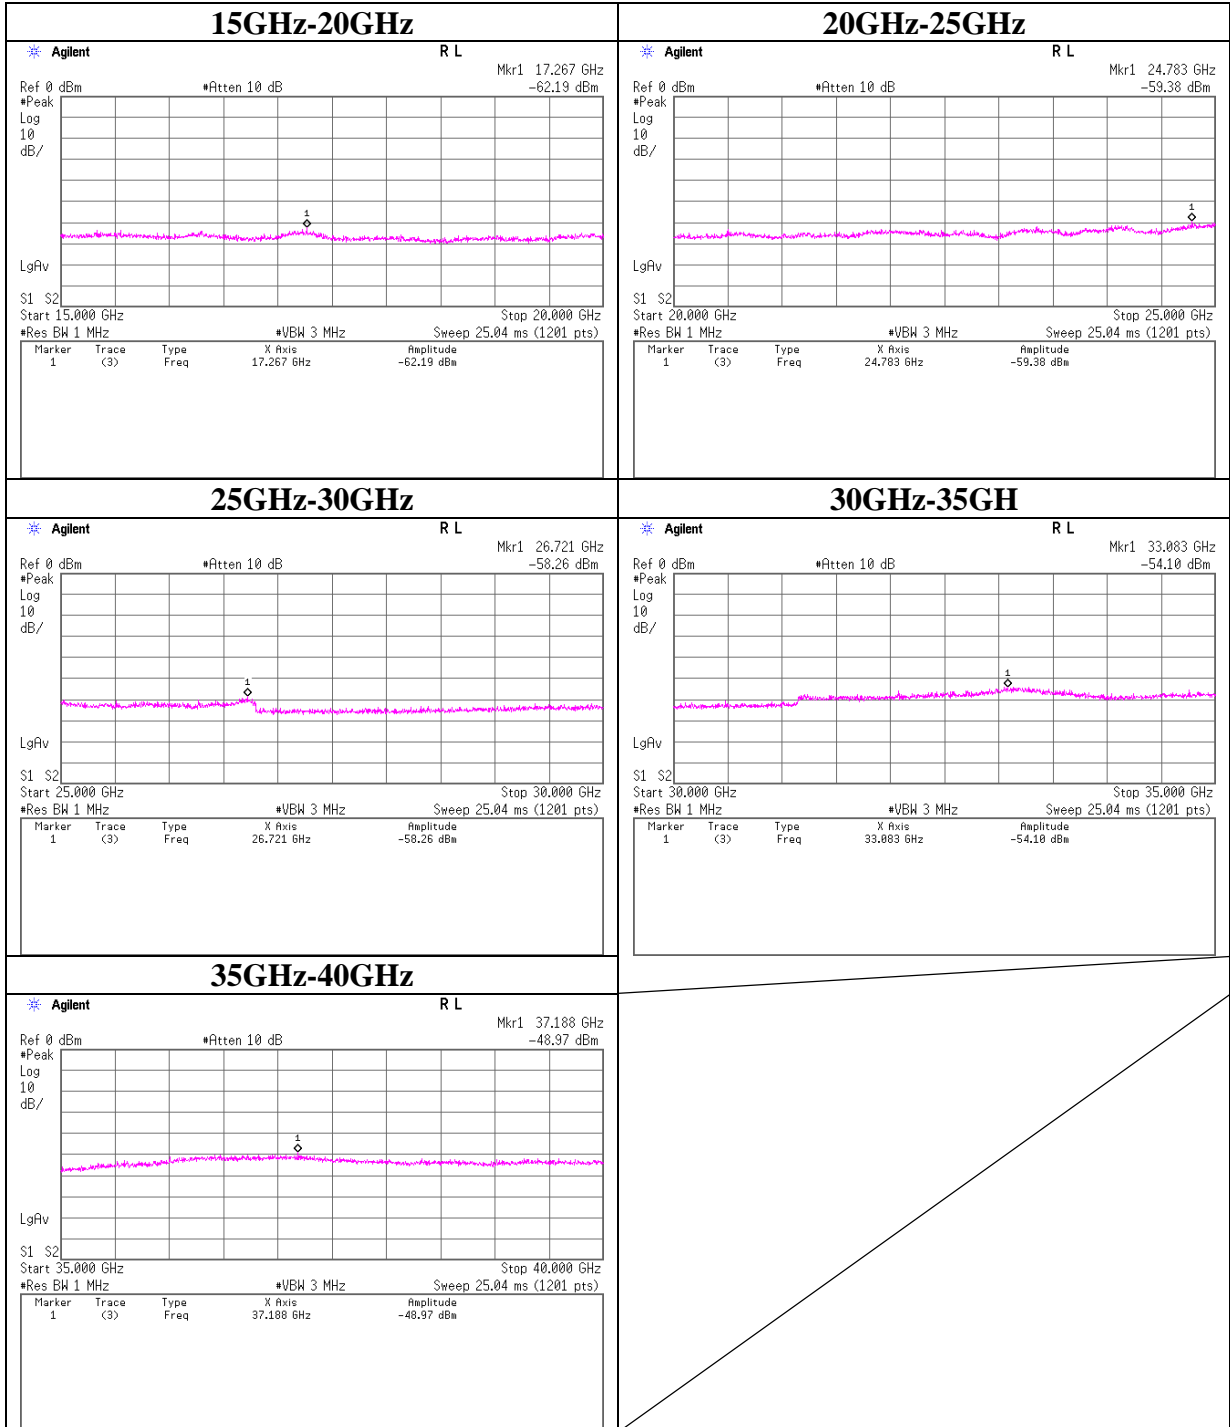 15GHz-20GHz
Agilent R L
Mkr1 17.267 GHz
Ref 0 dBm #Atten 10 dB -62.19 dBm
#Peak
Log
10
dB/
1
LgAv
S1 S2
Start 15.000 GHz Stop 20.000 GHz
#Res BW 1 MHz #VBW 3 MHz Sweep 25.04 ms (1201 pts)
Marker Trace Type X Axis Amplitude
1 (3) Freq 17.267 GHz -62.19 dBm
20GHz-25GHz
Agilent R L
Mkr1 24.783 GHz
Ref 0 dBm #Atten 10 dB -59.38 dBm
#Peak
Log
10
dB/
1
LgAv
S1 S2
Start 20.000 GHz Stop 25.000 GHz
#Res BW 1 MHz #VBW 3 MHz Sweep 25.04 ms (1201 pts)
Marker Trace Type X Axis Amplitude
1 (3) Freq 24.783 GHz -59.38 dBm
25GHz-30GHz
Agilent R L
Mkr1 26.721 GHz
Ref 0 dBm #Atten 10 dB -58.26 dBm
#Peak
Log
10
dB/
1
LgAv
S1 S2
Start 25.000 GHz Stop 30.000 GHz
#Res BW 1 MHz #VBW 3 MHz Sweep 25.04 ms (1201 pts)
Marker Trace Type X Axis Amplitude
1 (3) Freq 26.721 GHz -58.26 dBm
30GHz-35GH
Agilent R L
Mkr1 33.083 GHz
Ref 0 dBm #Atten 10 dB -54.10 dBm
#Peak
Log
10
dB/
1
LgAv
S1 S2
Start 30.000 GHz Stop 35.000 GHz
#Res BW 1 MHz #VBW 3 MHz Sweep 25.04 ms (1201 pts)
Marker Trace Type X Axis Amplitude
1 (3) Freq 33.083 GHz -54.10 dBm
35GHz-40GHz
Agilent R L
Mkr1 37.188 GHz
Ref 0 dBm #Atten 10 dB -48.97 dBm
#Peak
Log
10
dB/
1
LgAv
S1 S2
Start 35.000 GHz Stop 40.000 GHz
#Res BW 1 MHz #VBW 3 MHz Sweep 25.04 ms (1201 pts)
Marker Trace Type X Axis Amplitude
1 (3) Freq 37.188 GHz -48.97 dBm